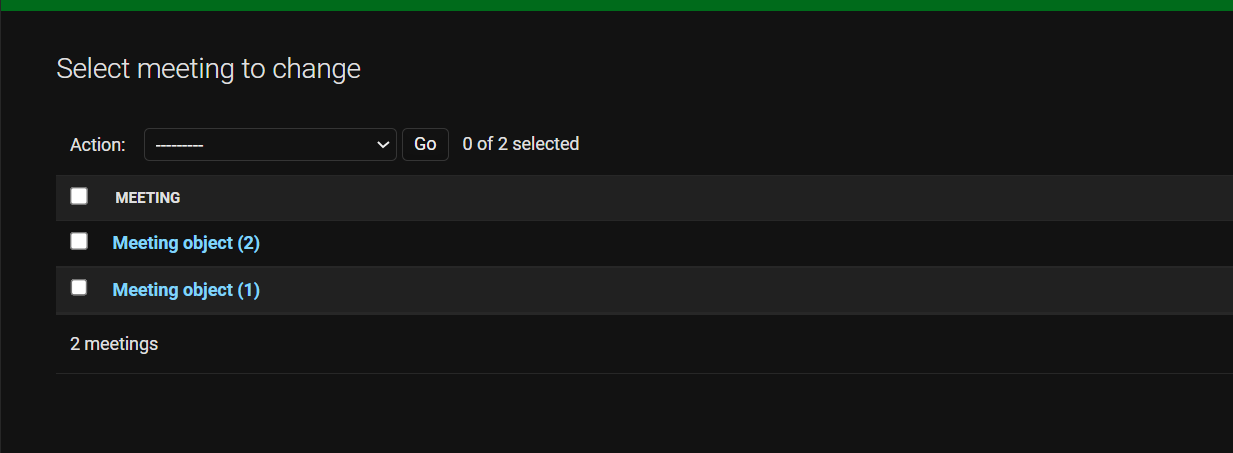 Select meeting to change
Action: --------- Go 0 of 2 selected
MEETING
Meeting object (2)
Meeting object (1)
2 meetings